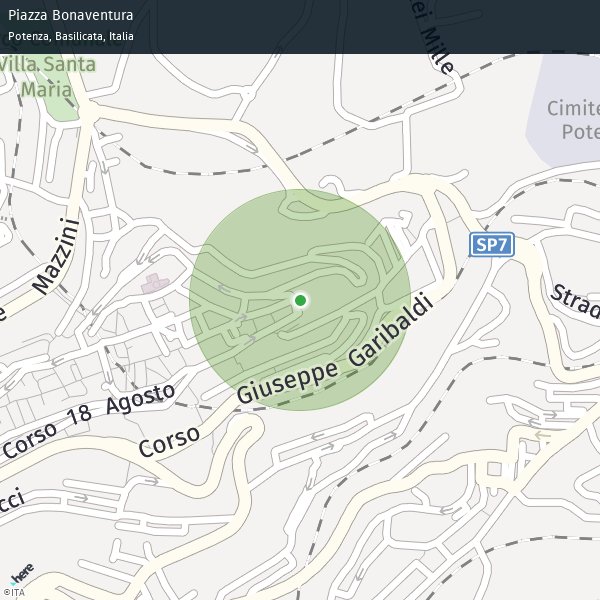 Piazza Bonaventura
Potenza, Basilicata, Italia
Villa Santa
Maria
ei Mille
Cimite
Pote
Mazzini
SP7
Strad
Giuseppe Garibaldi
Corso 18 Agosto
Corso
cci
here
©ITA